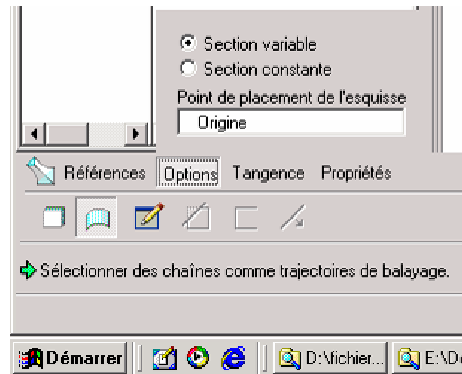 Section variable
Section constante
Point de placement de l'esquisse
Origine
Références Options Tangence Propriétés
Sélectionner des chaînes comme trajectoires de balayage.
Démarrer D:\fichier... E:\Do